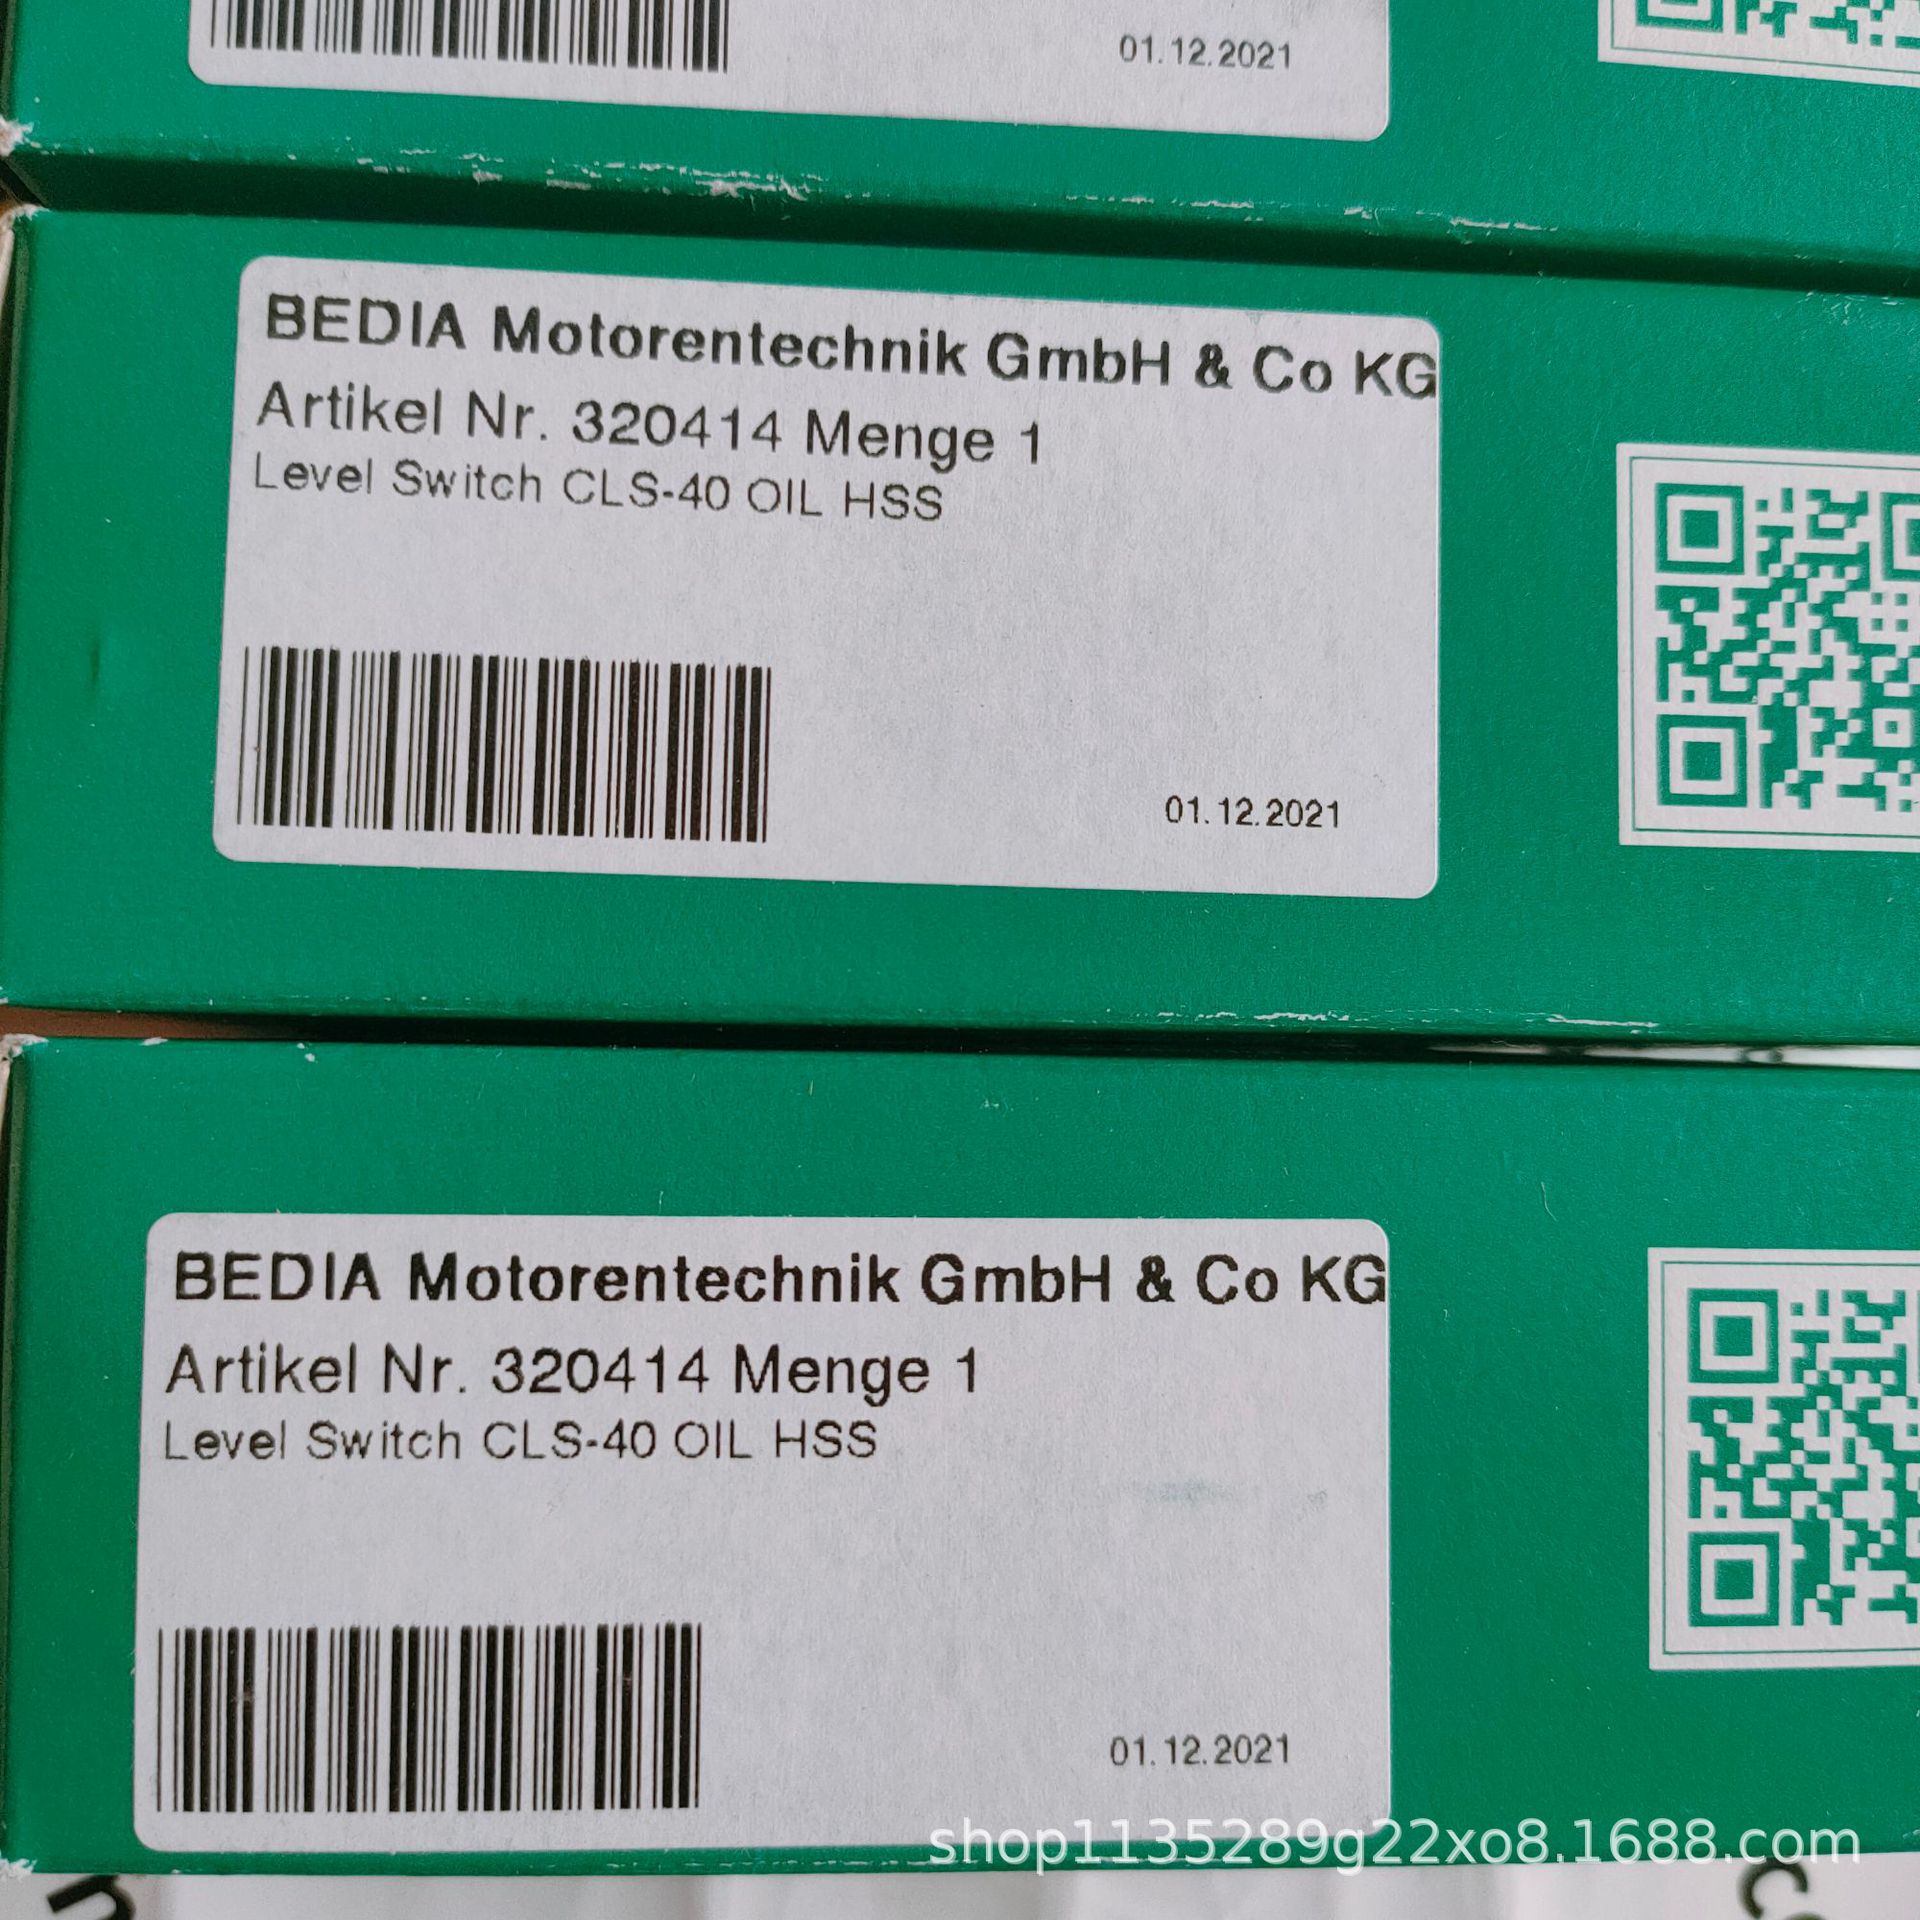 01.12.2021
BEDIA Motorentechnik GmbH & Co KG
Artikel Nr. 320414 Menge 1
Level Switch CLS-40 OIL HSS
01.12.2021
BEDIA Motorentechnik GmbH & Co KG
Artikel Nr. 320414 Menge 1
Level Switch CLS-40 OIL HSS
01.12.2021
shop1135289g22xo8.1688.com